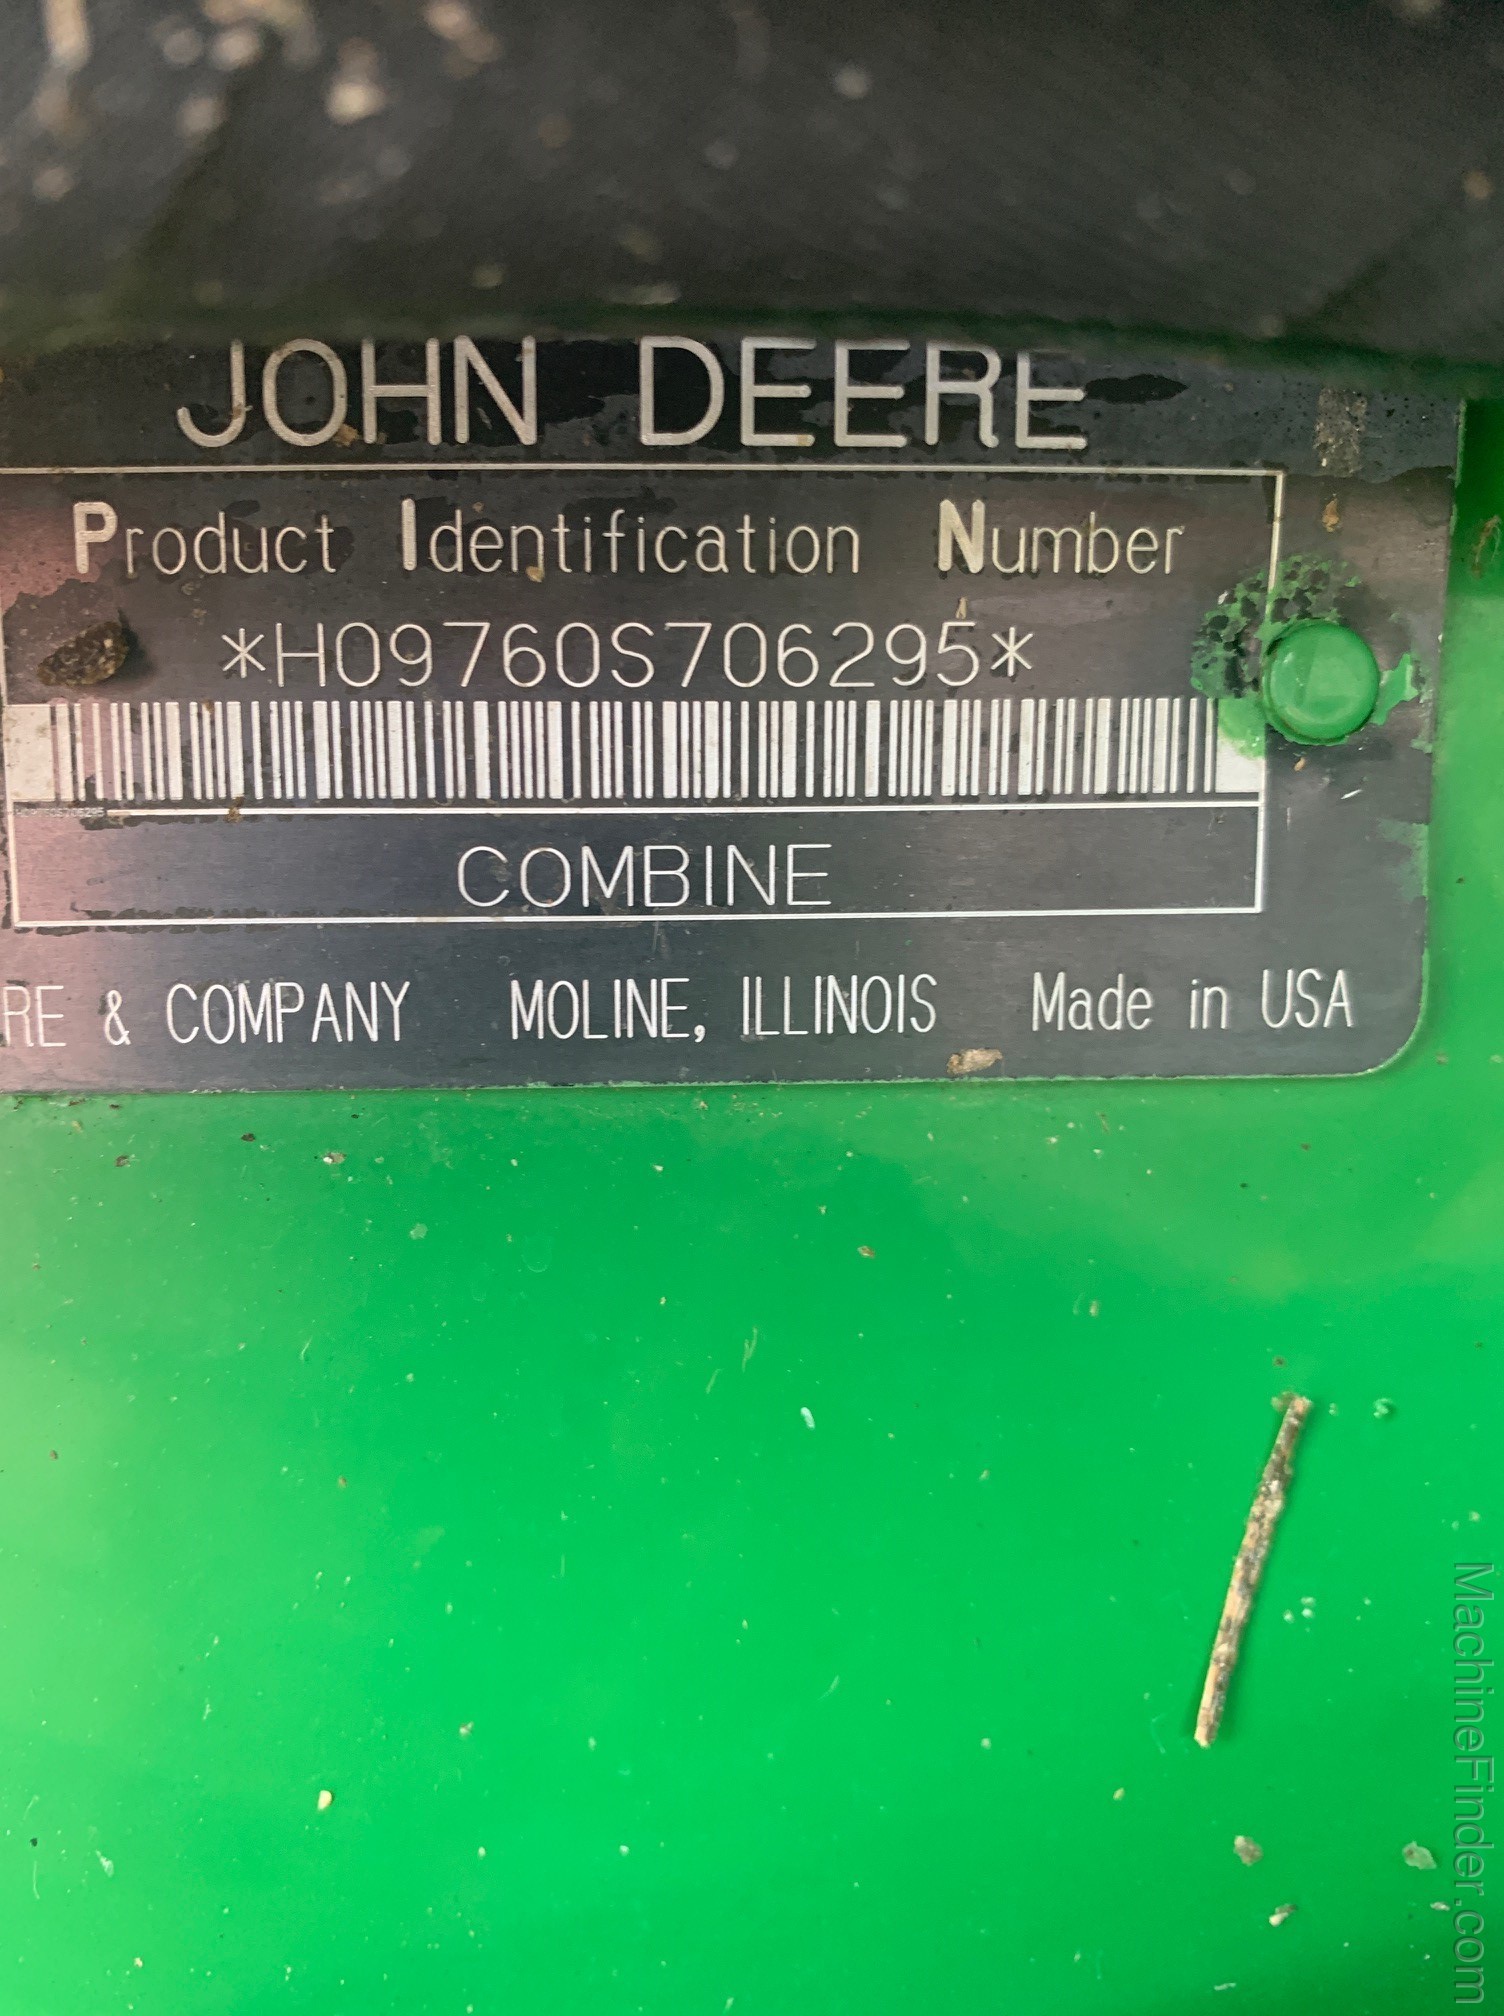 JOHN DEERE
Product Identification Number
*H09760S706295*
COMBINE
RE & COMPANY MOLINE, ILLINOIS Made in USA
MachineFinder.com